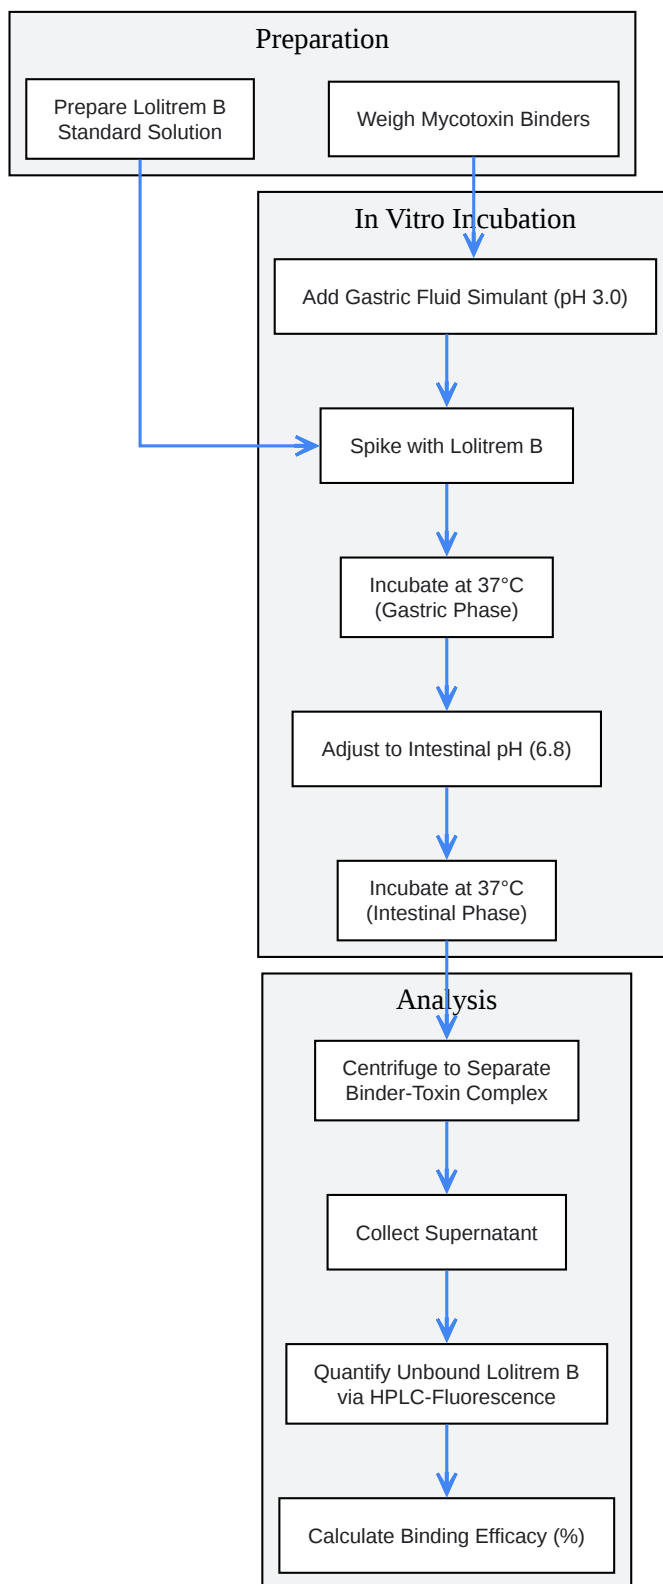 Preparation
Prepare Lolitrem B
Standard Solution
Weigh Mycotoxin Binders
In Vitro Incubation
Add Gastric Fluid Simulant (pH 3.0)
Spike with Lolitrem B
Incubate at 37°C
(Gastric Phase)
Adjust to Intestinal pH (6.8)
Incubate at 37°C
(Intestinal Phase)
Analysis
Centrifuge to Separate
Binder-Toxin Complex
Collect Supernatant
Quantify Unbound Lolitrem B
via HPLC-Fluorescence
Calculate Binding Efficacy (%)